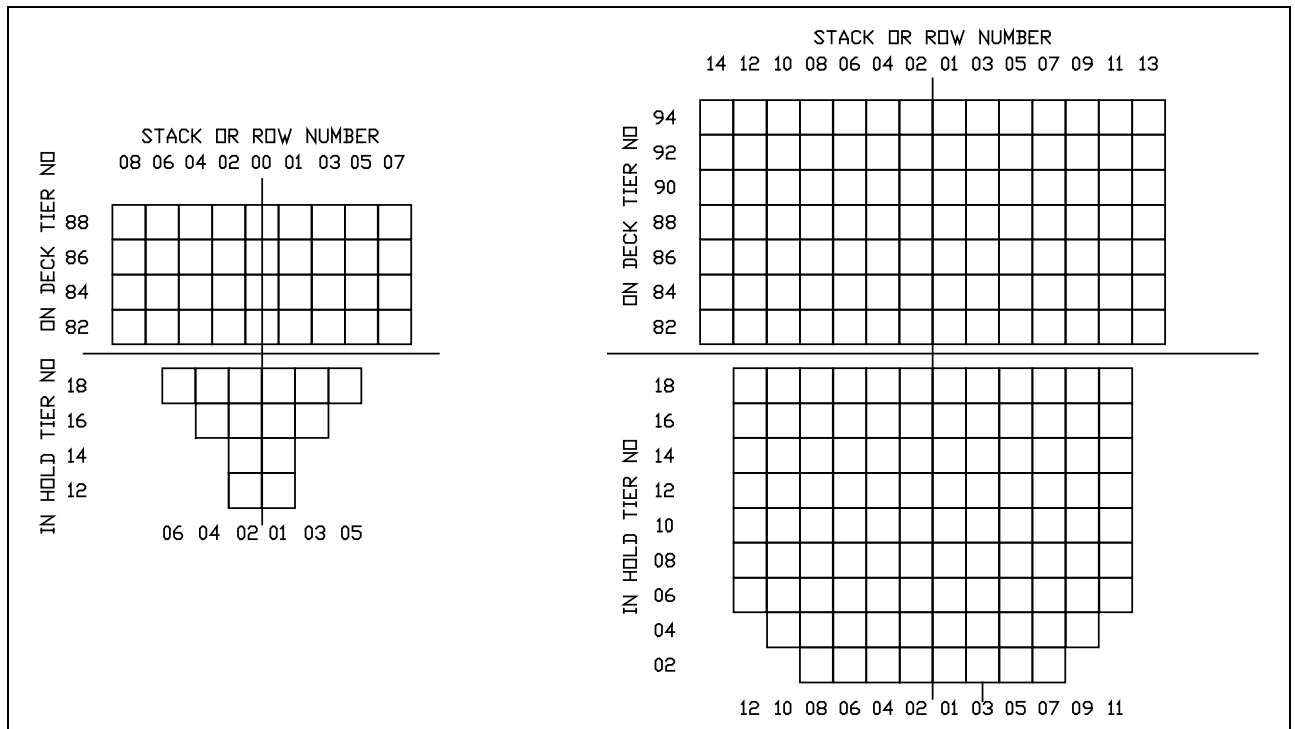 STACK OR ROW NUMBER
08 06 04 02 00 01 03 05 07
ON DECK TIER NO
88
86
84
82
IN HOLD TIER NO
18
16
14
12
06 04 02 01 03 05
STACK OR ROW NUMBER
14 12 10 08 06 04 02 01 03 05 07 09 11 13
ON DECK TIER NO
94
92
90
88
86
84
82
IN HOLD TIER NO
18
16
14
12
10
08
06
04
02
12 10 08 06 04 02 01 03 05 07 09 11